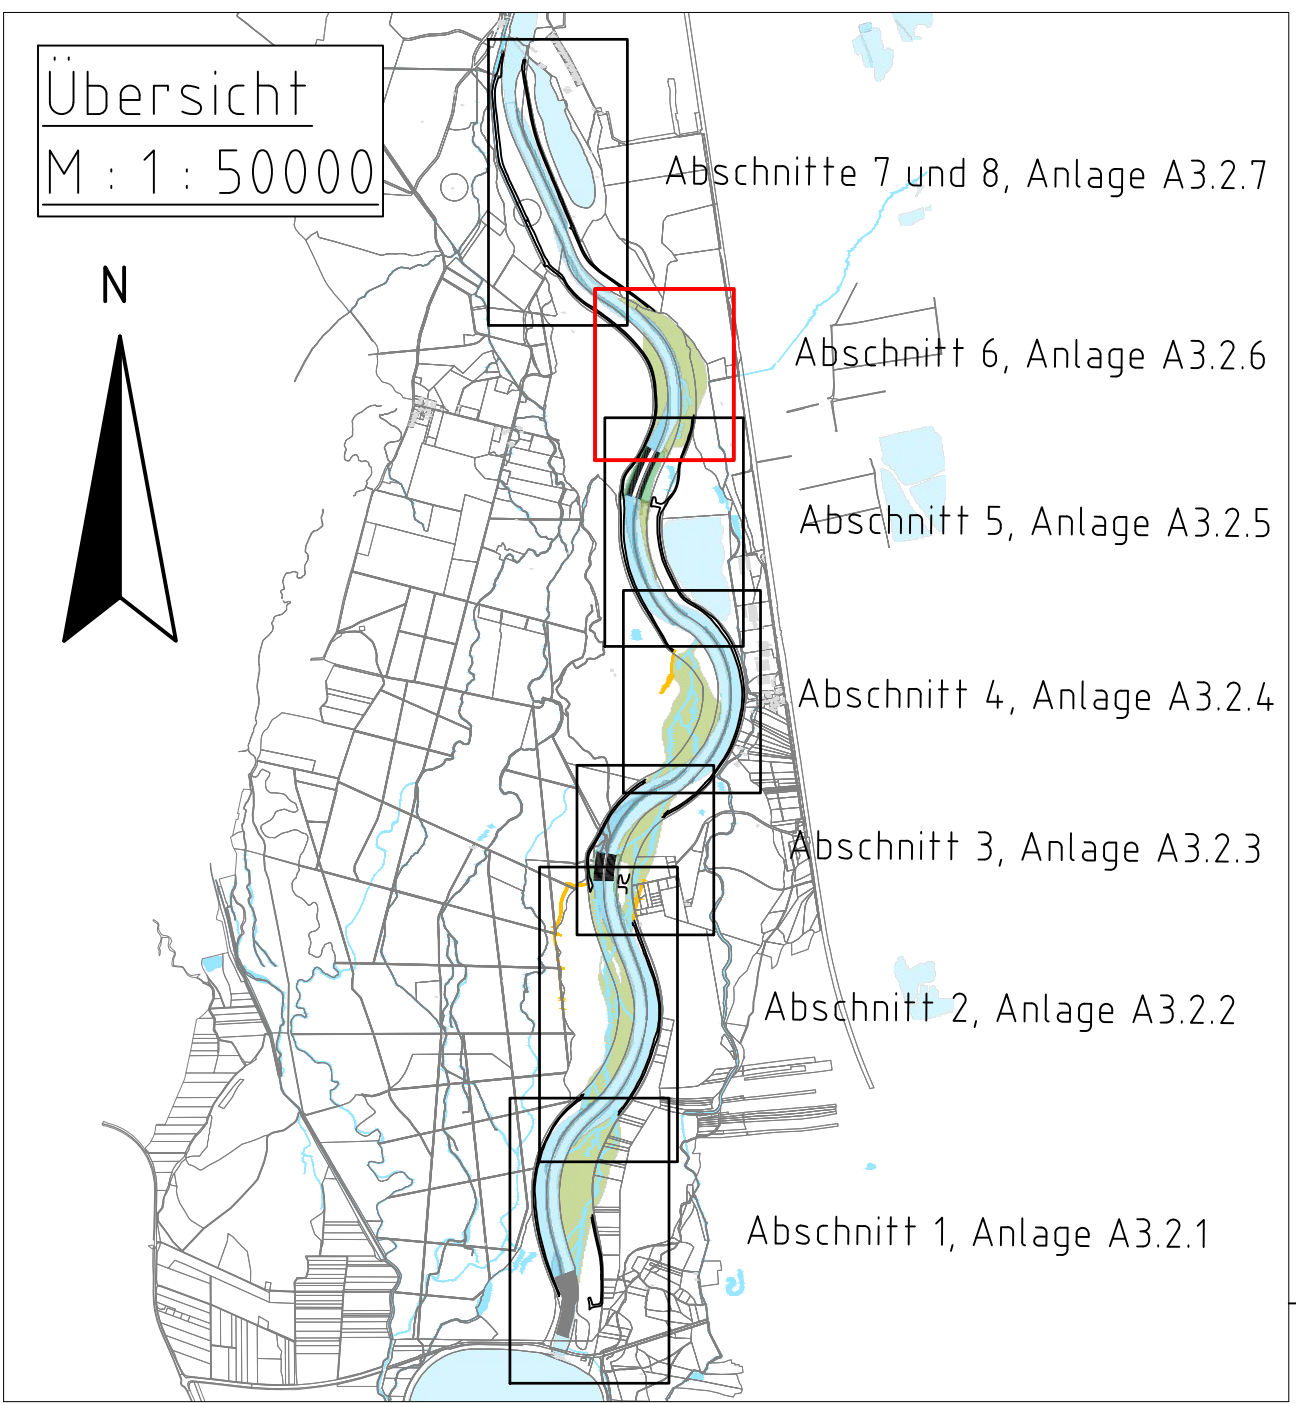 Übersicht
M : 1 : 50000
N
Abschnitte 7 und 8, Anlage A3.2.7
Abschnitt 6, Anlage A3.2.6
Abschnitt 5, Anlage A3.2.5
Abschnitt 4, Anlage A3.2.4
Abschnitt 3, Anlage A3.2.3
Abschnitt 2, Anlage A3.2.2
Abschnitt 1, Anlage A3.2.1